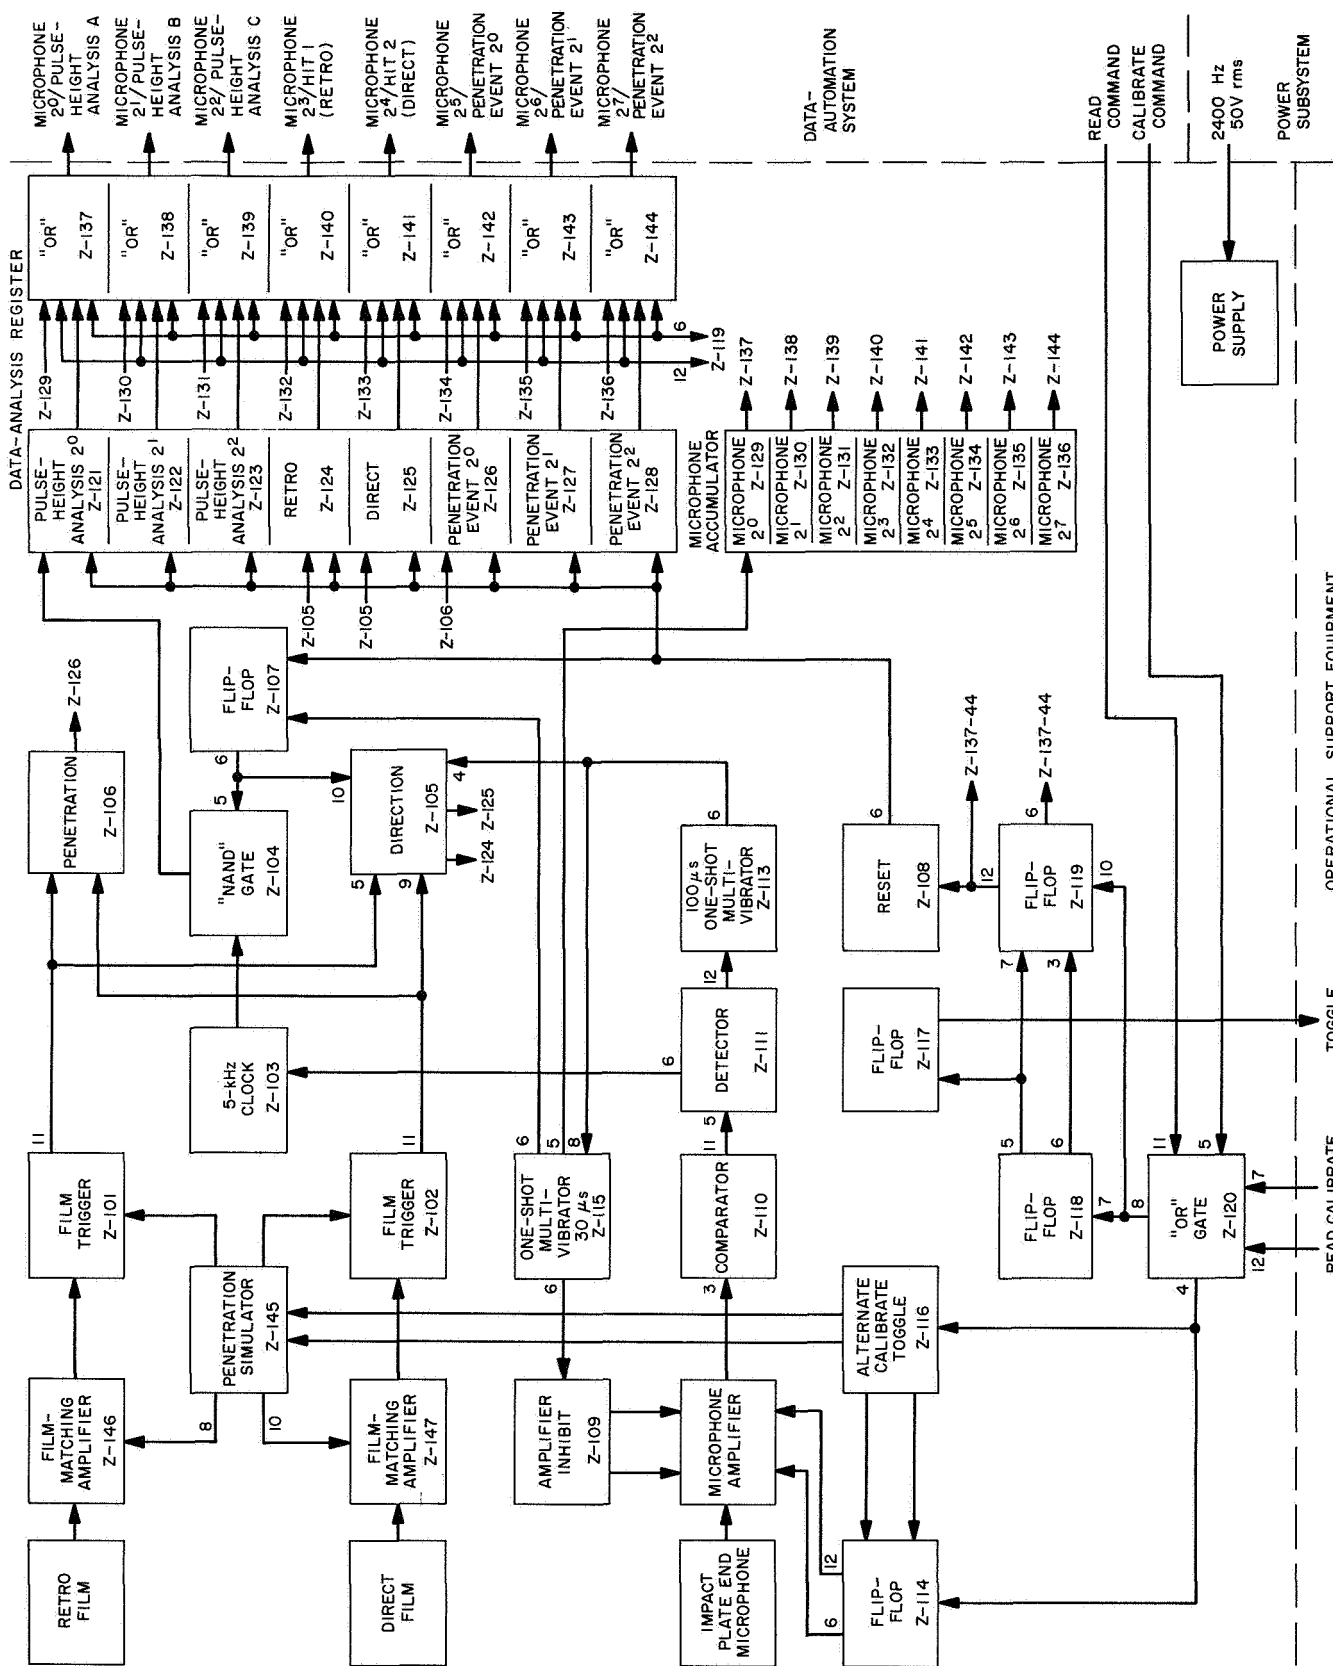 RETRO
FILM
FILM-
MATCHING
AMPLIFIER
Z-146
FILM
TRIGGER
Z-101
11
PENETRATION
Z-106
Z-126
8
10
PENETRATION
SIMULATOR
Z-145
5-kHz
CLOCK
Z-103
"NAND"
GATE
Z-104
5
6
FLIP-
FLOP
Z-107
DIRECT
FILM
FILM-
MATCHING
AMPLIFIER
Z-147
FILM
TRIGGER
Z-102
11
5
9
10
4
DIRECTION
Z-105
Z-124
Z-125
AMPLIFIER
INHIBIT
Z-109
6
ONE-SHOT
MULTI-
VIBRATOR
30 μs
Z-115
6
5
8
IMPACT
PLATE END
MICROPHONE
MICROPHONE
AMPLIFIER
3
COMPARATOR
Z-110
11
5
DETECTOR
Z-111
6
12
100 μs
ONE-SHOT
MULTI-
VIBRATOR
Z-113
6
FLIP-
FLOP
Z-114
6
12
ALTERNATE
CALIBRATE
TOGGLE
Z-116
FLIP-
FLOP
Z-117
RESET
Z-108
6
FLIP-
FLOP
Z-118
5
6
7
7
3
FLIP-
FLOP
Z-119
12
6
10
Z-137-44
Z-137-44
"OR"
GATE
Z-120
4
8
11
5
12
7
DATA-ANALYSIS REGISTER
PULSE-
HEIGHT
ANALYSIS 2⁰
Z-121
PULSE-
HEIGHT
ANALYSIS 2¹
Z-122
PULSE-
HEIGHT
ANALYSIS 2²
Z-123
RETRO
Z-124
DIRECT
Z-125
PENETRATION
EVENT 2⁰
Z-126
PENETRATION
EVENT 2¹
Z-127
PENETRATION
EVENT 2²
Z-128
Z-105
Z-105
Z-106
Z-129
Z-130
Z-131
Z-132
Z-133
Z-134
Z-135
Z-136
"OR"
Z-137
"OR"
Z-138
"OR"
Z-139
"OR"
Z-140
"OR"
Z-141
"OR"
Z-142
"OR"
Z-143
"OR"
Z-144
12
6
Z-119
MICROPHONE
2⁰/PULSE-
HEIGHT
ANALYSIS A
MICROPHONE
2¹/PULSE-
HEIGHT
ANALYSIS B
MICROPHONE
2²/PULSE-
HEIGHT
ANALYSIS C
MICROPHONE
2³/HIT 1
(RETRO)
MICROPHONE
2⁴/HIT 2
(DIRECT)
MICROPHONE
2⁵/
PENETRATION
EVENT 2⁰
MICROPHONE
2⁶/
PENETRATION
EVENT 2¹
MICROPHONE
2⁷/
PENETRATION
EVENT 2²
MICROPHONE
ACCUMULATOR
MICROPHONE
2⁰ Z-129
MICROPHONE
2¹ Z-130
MICROPHONE
2² Z-131
MICROPHONE
2³ Z-132
MICROPHONE
2⁴ Z-133
MICROPHONE
2⁵ Z-134
MICROPHONE
2⁶ Z-135
MICROPHONE
2⁷ Z-136
Z-137
Z-138
Z-139
Z-140
Z-141
Z-142
Z-143
Z-144
DATA-
AUTOMATION
SYSTEM
READ
COMMAND
CALIBRATE
COMMAND
2400 Hz
50V rms
POWER
SUPPLY
POWER
SUBSYSTEM
READ CALIBRATE
TOGGLE
OPERATIONAL SUPPORT EQUIPMENT